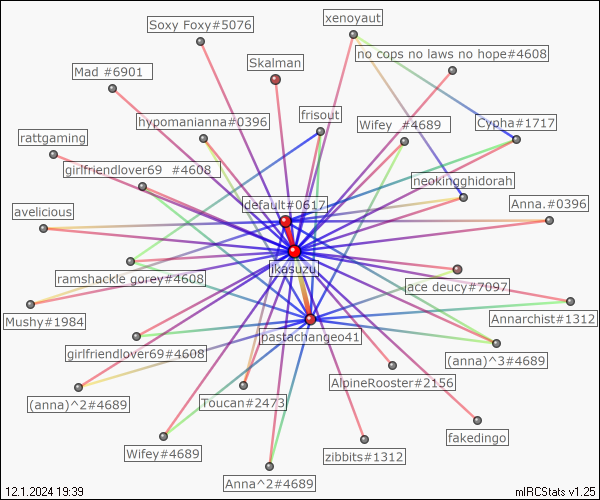 Soxy Foxy#5076
xenoyaut
no cops no laws no hope#4608
Skalman
Mad  #6901
frisout
hypomanianna#0396
Wifey  #4689
Cypha#1717
rattgaming
girlfriendlover69  #4608
neokingghidorah
!default#0617
Anna.#0396
avelicious
ikasuzu
ramshackle gorey#4608
ace deucy#7097
Mushy#1984
Annarchist#1312
pastachangeo41
girlfriendlover69#4608
(anna)^3#4689
AlpineRooster#2156
(anna)^2#4689
Toucan#2473
fakedingo
Wifey#4689
zibbits#1312
Anna^2#4689
12.1.2024 19:39
mIRCStats v1.25